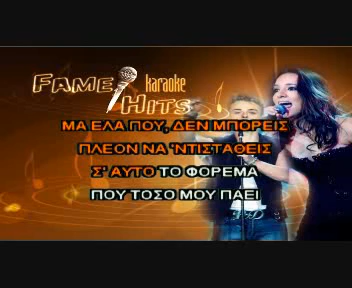 FAME karaoke
HITS
ΜΑ ΕΛΑ ΠΟΥ, ΔΕΝ ΜΠΟΡΕΙΣ
ΠΛΕΟΝ ΝΑ 'ΝΤΙΣΤΑΘΕΙΣ
Σ' ΑΥΤΟ ΤΟ ΦΟΡΕΜΑ
ΠΟΥ ΤΟΣΟ ΜΟΥ ΠΑΕΙ